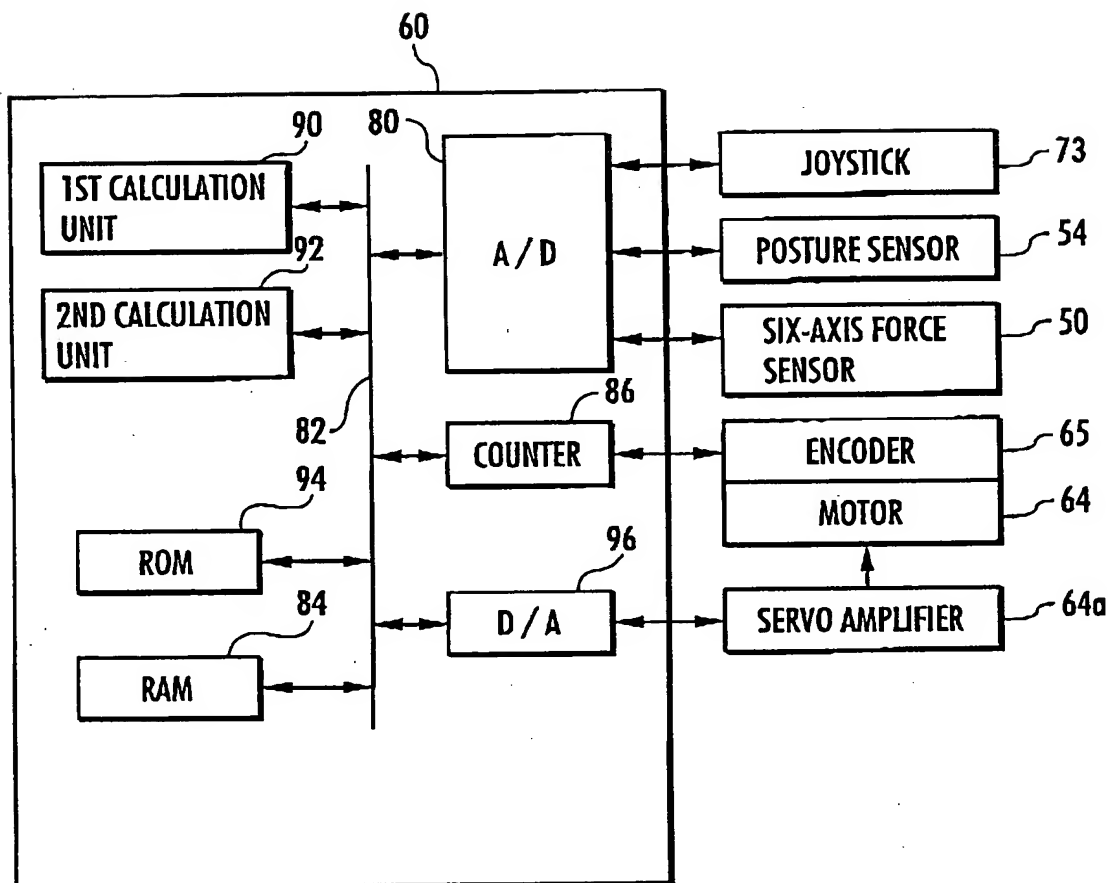 60
90
80
1ST CALCULATION
UNIT
JOYSTICK
73
92
A/D
POSTURE SENSOR
54
2ND CALCULATION
UNIT
SIX-AXIS FORCE
SENSOR
50
82
86
COUNTER
ENCODER
65
94
MOTOR
64
ROM
96
84
D/A
SERVO AMPLIFIER
64a
RAM